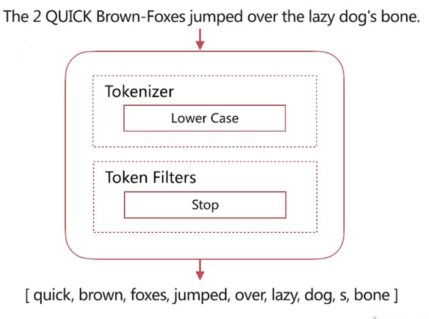 The 2 QUICK Brown-Foxes jumped over the lazy dog's bone.
Tokenizer
Lower Case
Token Filters
Stop
[ quick, brown, foxes, jumped, over, lazy, dog, s, bone ]